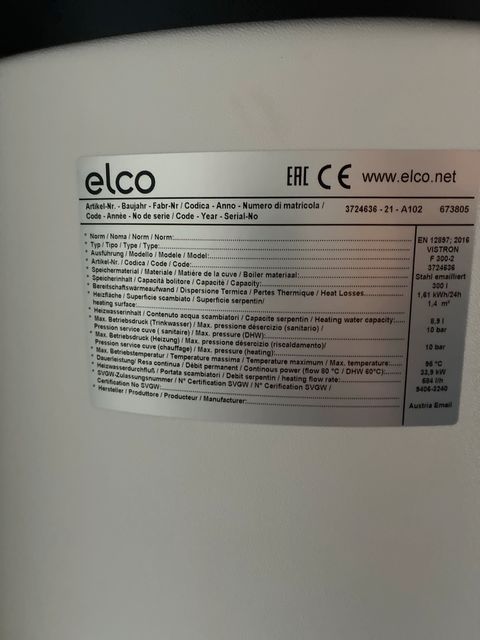 elco EAC CE www.elco.net
Artikel-Nr. - Baujahr - Fabr-Nr / Codica - Anno - Numero di matricola /
Code - Année - No de serie / Code - Year - Serial-No 3724636 - 21 - A102 673805
* Norm / Noma / Norm / Norm: EN 12897; 2016
* Typ / Tipo / Type / Type: VISTRON
* Ausführung / Modello / Modele / Model: F 300-2
* Artikel-Nr. / Codica / Code / Code: 3724636
* Speichermaterial / Materiale / Matière de la cuve / Boiler materiaal: Stahl emailliert
* Speicherinhalt / Capacità bolitore / Capacité / Capacity: 300 l
* Bereitschaftswärmeaufwand / Dispersione Termica / Pertes Thermique / Heat Losses 1,61 kWh/24h
* Heizfläche / Superficie scambiato / Superficie serpentin/
heating surface: 1,4 m²
* Heizwasserinhalt / Contenuto acqua scambiatori / Capacite serpentin / Heating water capacity: 8,9 l
* Max. Betriebsdruck (Trinkwasser) / Max. pressione désercizio (sanitario) /
Pression service cuve ( sanitaire) / Max. pressure (DHW): 10 bar
* Max. Betriebsdruck (Heizung) / Max. pressione désercizio (riscaldamento)/
Pression service cuve (chauffage) / Max. pressure (heating): 10 bar
* Max. Betriebstemperatur / Temperature massima / Temperatura maximum / Max. temperature: 95 °C
* Dauerleistung/ Resa continua / Débit permanent / Continous power (flow 80 °C / DHW 60°C): 33,9 kW
* Heizwasserdurchfluß / Portata scambiatori / Debit serpentin / heating flow rate: 584 l/h
* SVGW-Zulassungsnummer / N° Certification SVGW / N° Cerification SVGW /
Certification No SVGW 9406-3240
* Hersteller / Produttore / Producteur / Manufacturer: Austria Email